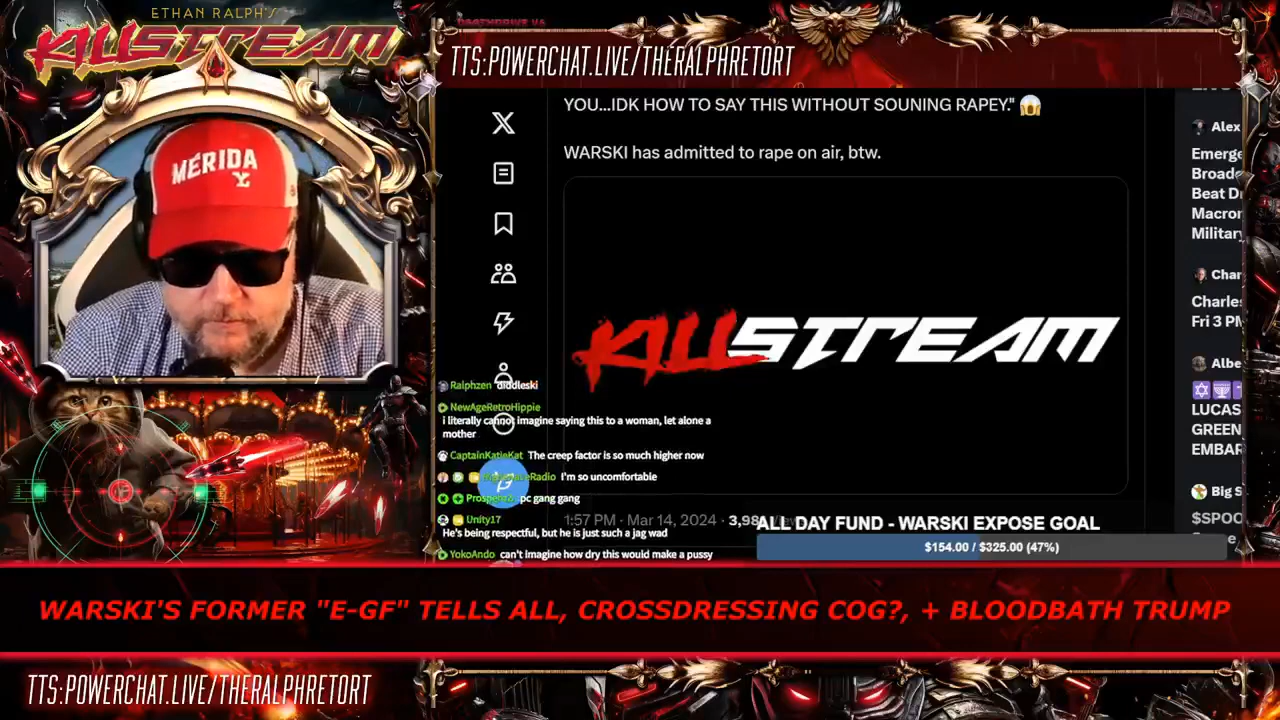 ETHAN RALPH'S
KILLSTREAM
TTS:POWERCHAT.LIVE/THERALPHRETORT
YOU...IDK HOW TO SAY THIS WITHOUT SOUNING RAPEY." 😱
WARSKI has admitted to rape on air, btw.
MERIDA
Y
KILLSTREAM
Alex
Emerge
Broadc
Beat Dr
Macron
Military
Char
Charles
Fri 3 PM
Albe
LUCAS
GREEN
EMBAR
Big S
$SPOO
Ralphzen diddleski
NewAgeRetroHippie
i literally cannot imagine saying this to a woman, let alone a
mother
CaptainKatieKat The creep factor is so much higher now
Radio I'm so uncomfortable
pc gang gang
Unity17
He's being respectful, but he is just such a jag wad
YokoAndo can't imagine how dry this would make a pussy
1:57 PM · Mar 14, 2024 · 3,98
ALL DAY FUND - WARSKI EXPOSE GOAL
$154.00 / $325.00 (47%)
WARSKI'S FORMER "E-GF" TELLS ALL, CROSSDRESSING COG?, + BLOODBATH TRUMP
TTS:POWERCHAT.LIVE/THERALPHRETORT